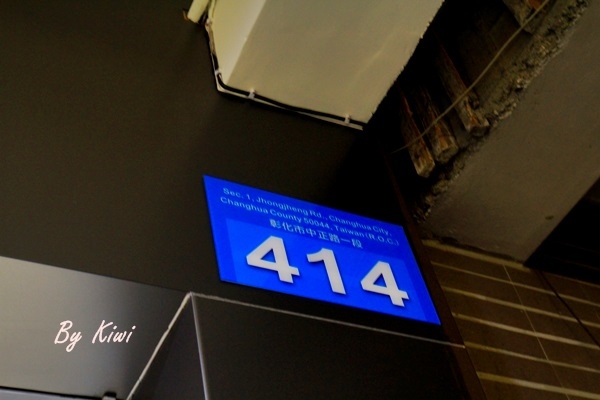 Sec. 1, Jhongjheng Rd., Changhua City,
Changhua County 50044, Taiwan (R.O.C.)
彰化市中正路一段
414
By Kiwi